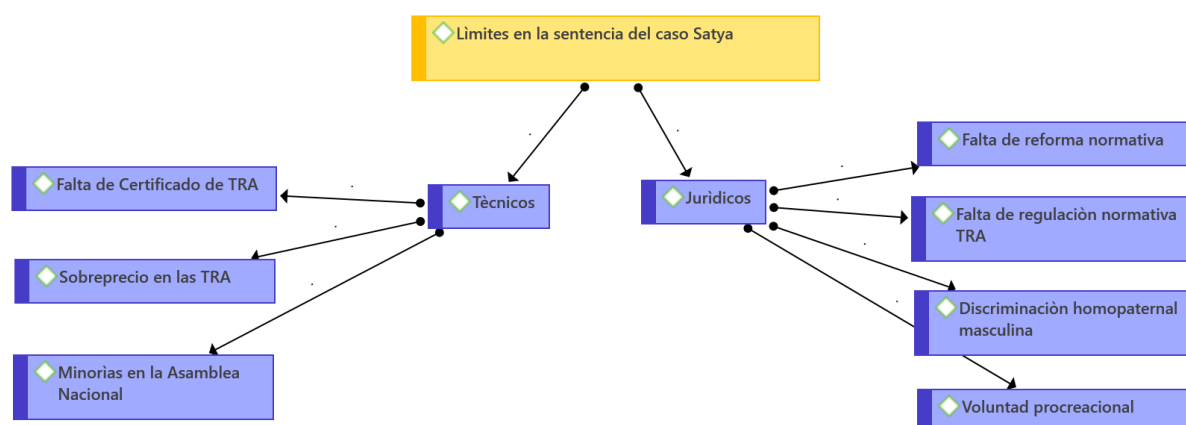 Lìmites en la sentencia del caso Satya
Tècnicos
Falta de Certificado de TRA
Sobreprecio en las TRA
Minorìas en la Asamblea
Nacional
Jurìdicos
Falta de reforma normativa
Falta de regulaciòn normativa
TRA
Discriminaciòn homopaternal
masculina
Voluntad procreacional